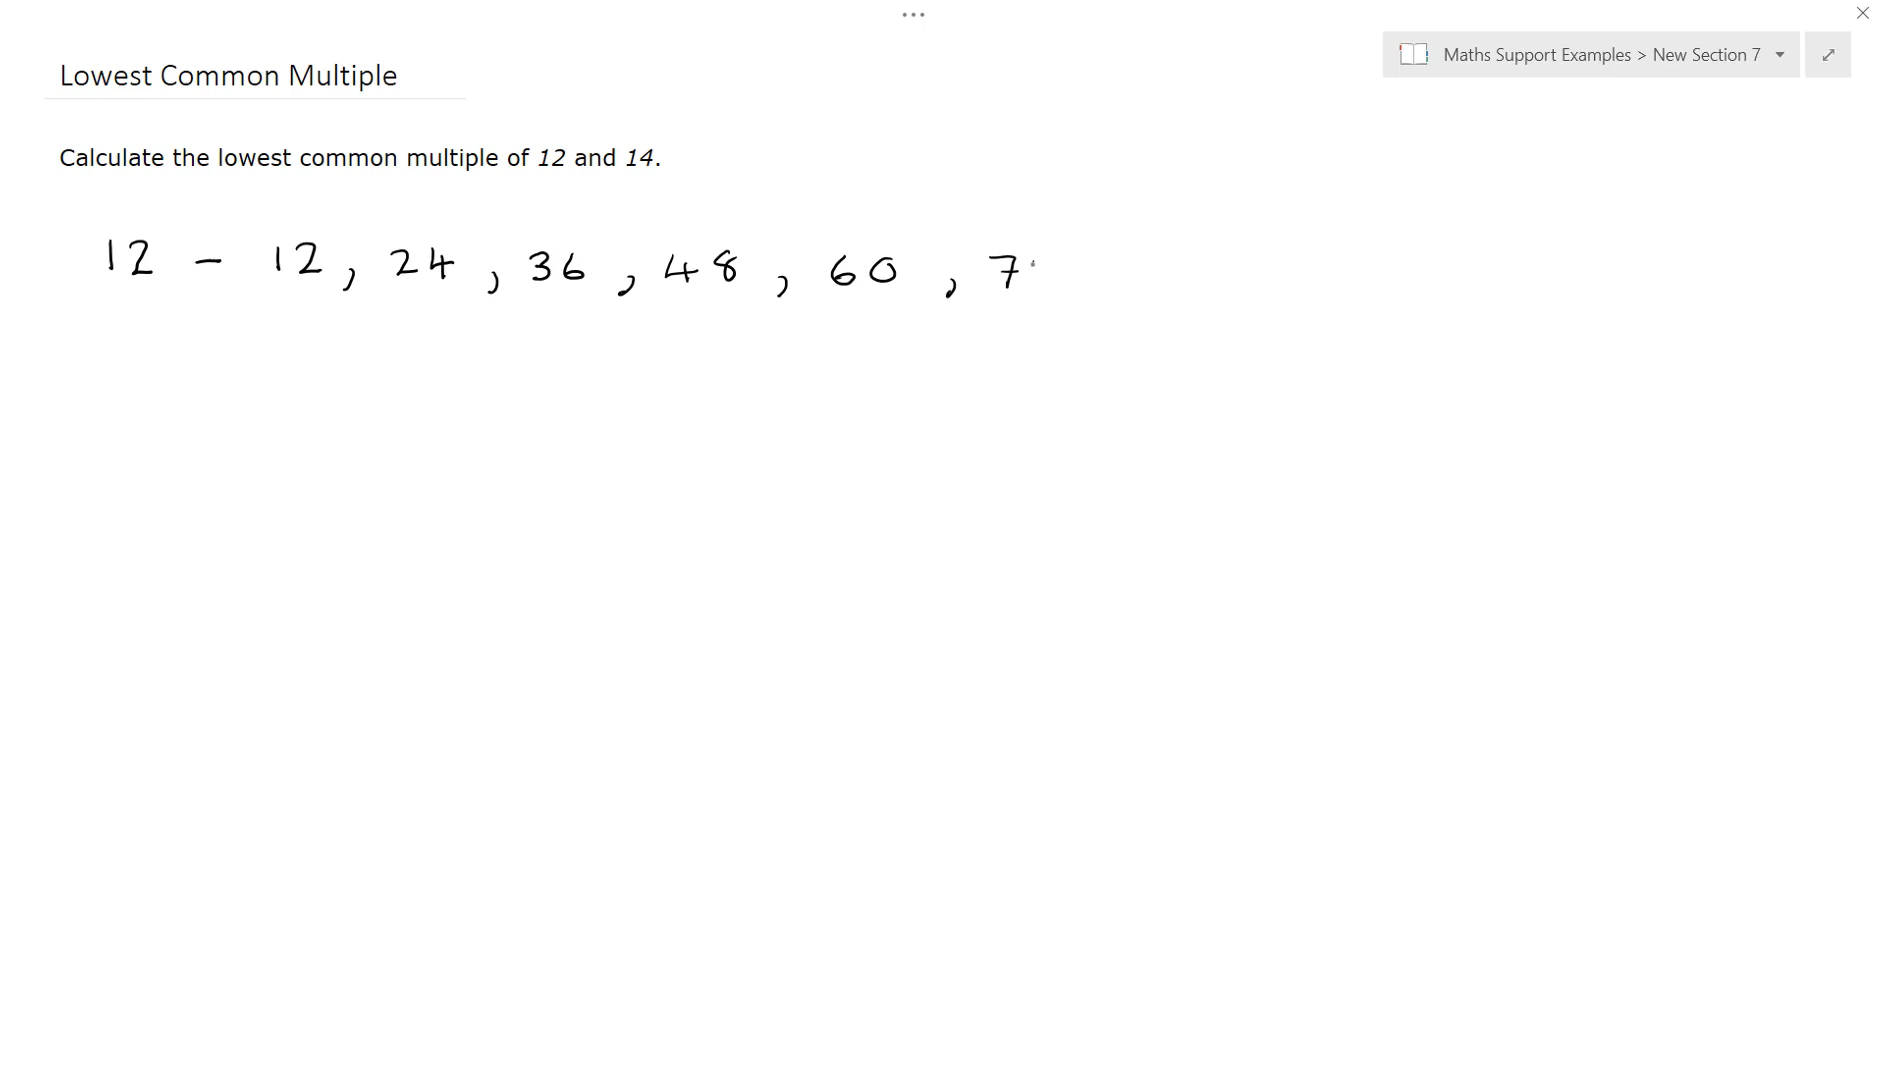 Lowest Common Multiple
Maths Support Examples > New Section 7
Calculate the lowest common multiple of 12 and 14.
12 - 12, 24, 36, 48, 60, 7